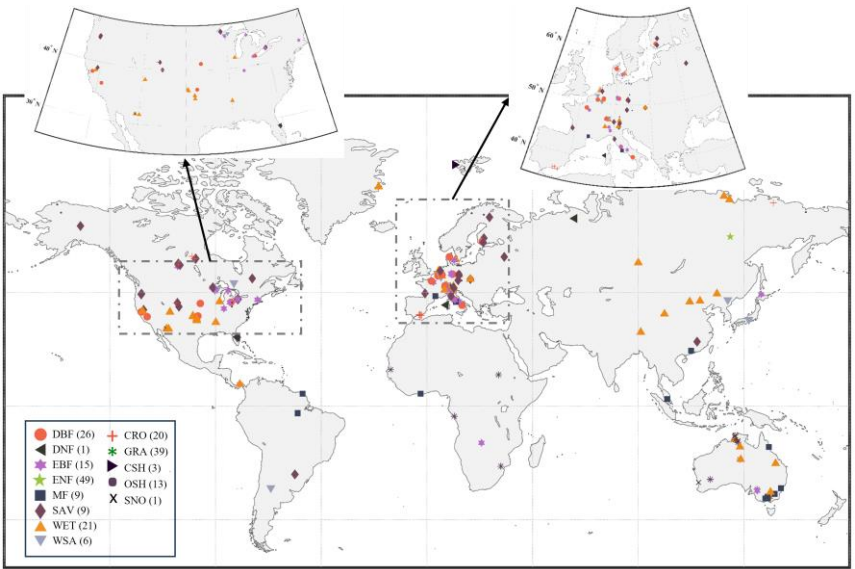 40°N
30°N
60°N
50°N
40°N
DBF (26)
DNF (1)
EBF (15)
ENF (49)
MF (9)
SAV (9)
WET (21)
WSA (6)
CRO (20)
GRA (39)
CSH (3)
OSH (13)
SNO (1)